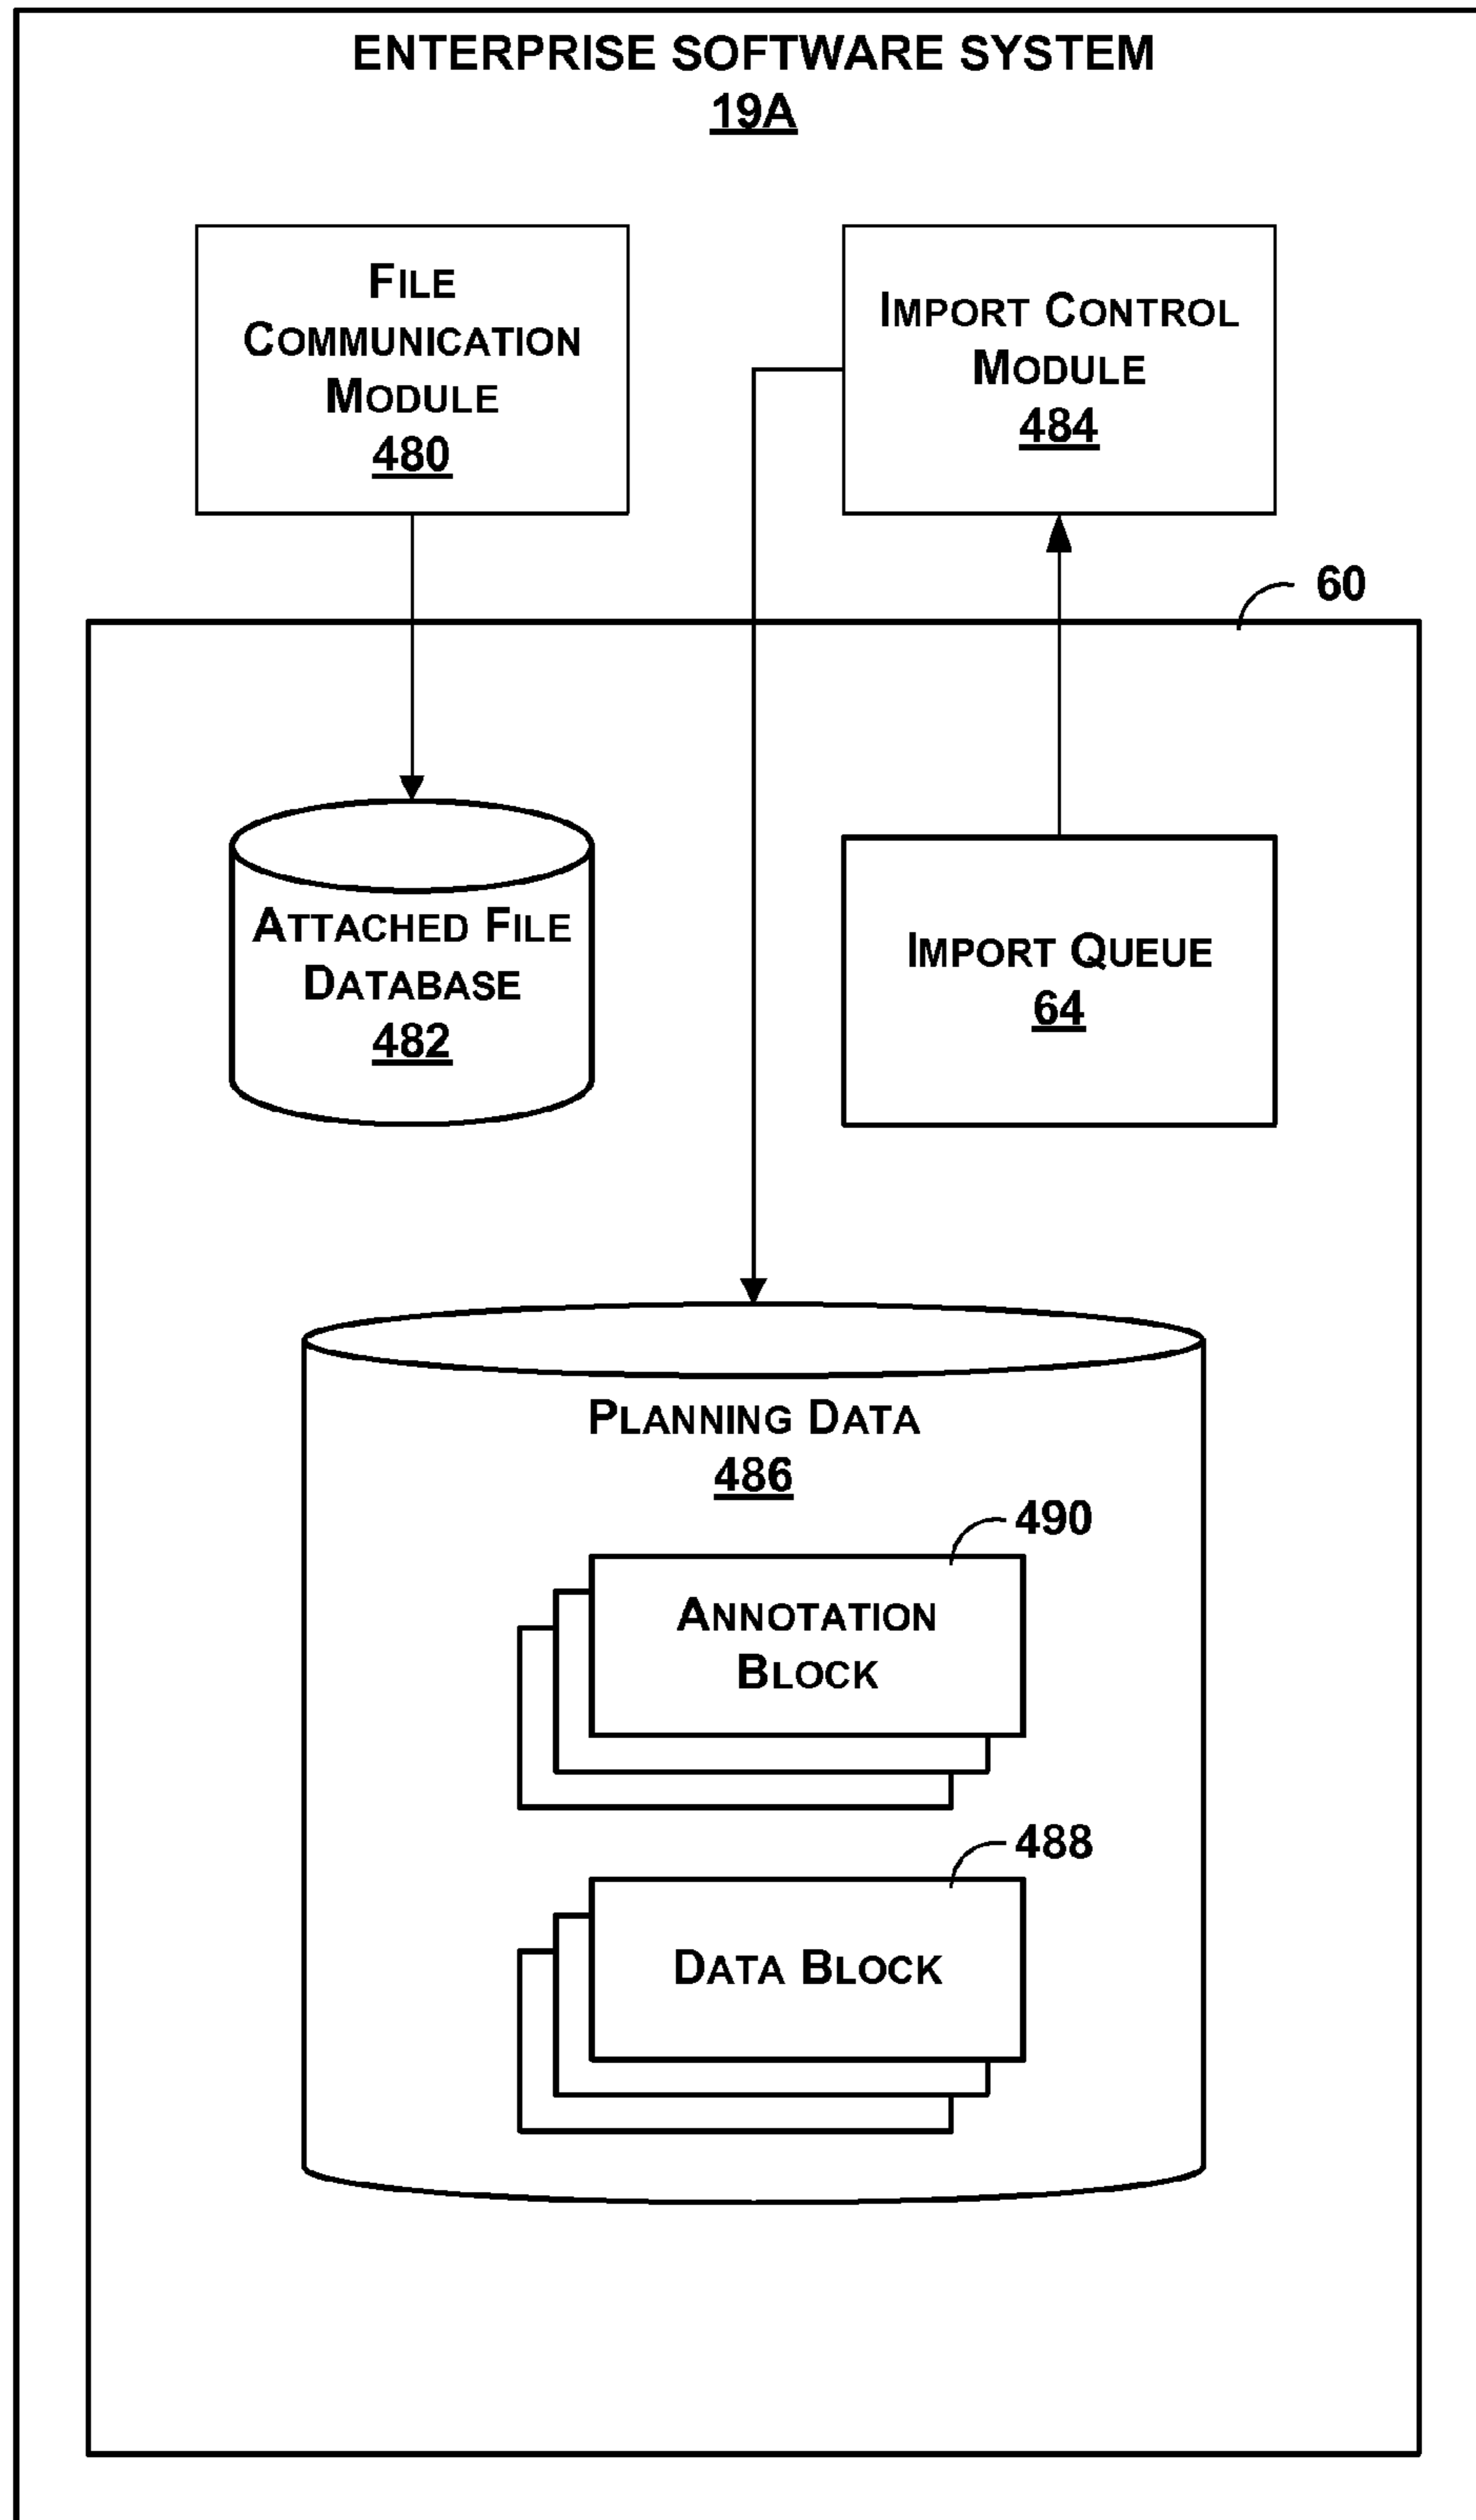 ENTERPRISE SOFTWARE SYSTEM
19A
FILE
COMMUNICATION
MODULE
480
IMPORT CONTROL
MODULE
484
60
ATTACHED FILE
DATABASE
482
IMPORT QUEUE
64
PLANNING DATA
486
490
ANNOTATION
BLOCK
488
DATA BLOCK